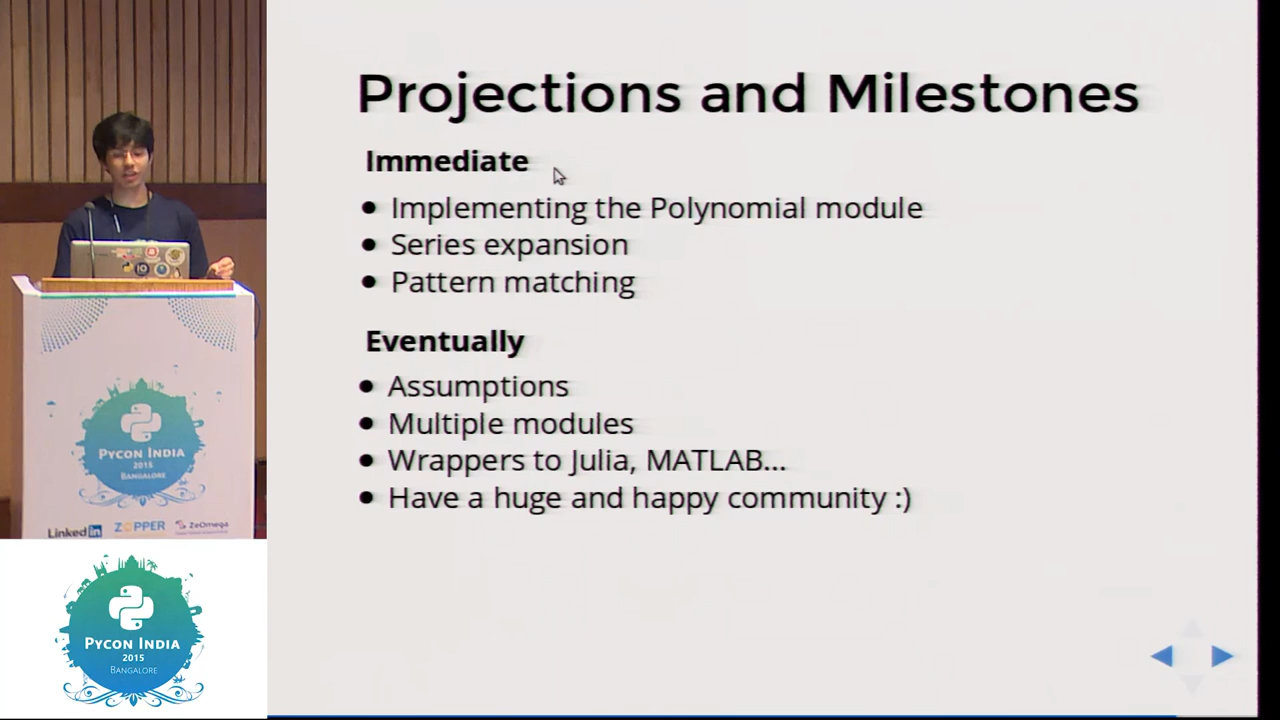 Projections and Milestones
Immediate
Implementing the Polynomial module
Series expansion
Pattern matching
Eventually
Assumptions
Multiple modules
Wrappers to Julia, MATLAB...
Have a huge and happy community :)
PYCON INDIA
2015
BANGALORE
LinkedIn ZOPPER ZeOmega
PYCON INDIA
2015
BANGALORE